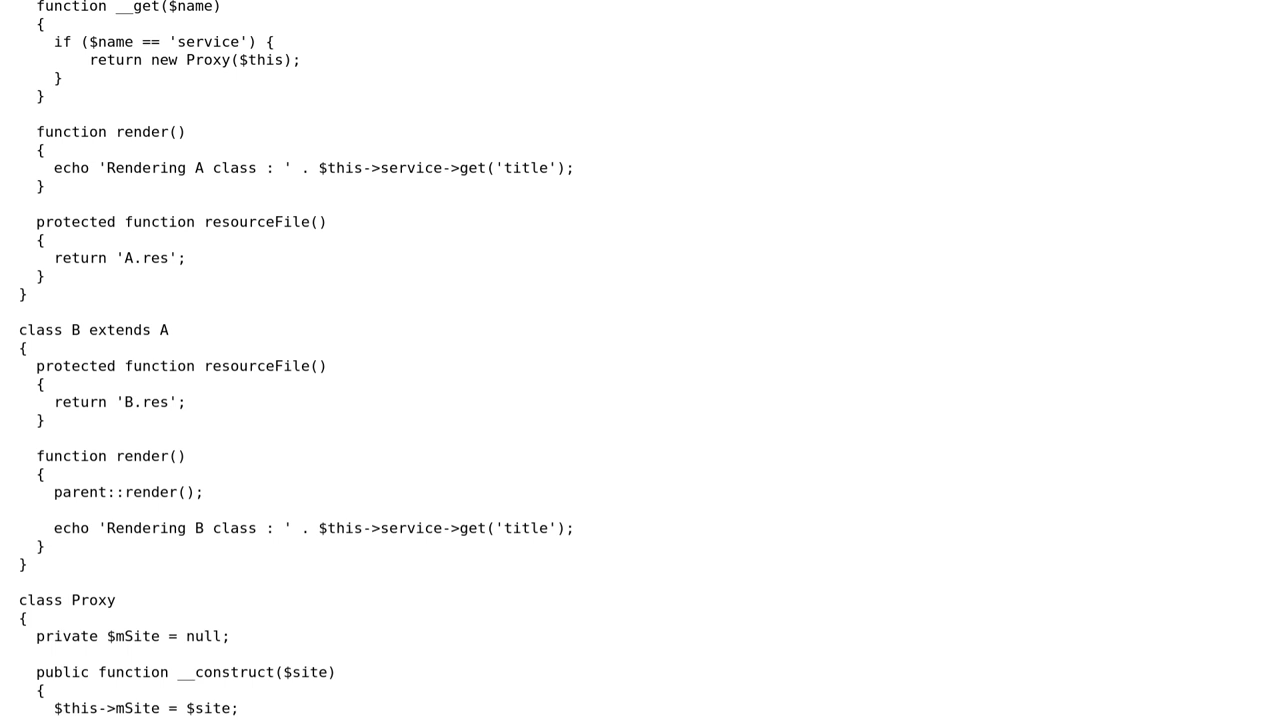 function __get($name)
{
if ($name == 'service') {
return new Proxy($this);
}
}
function render()
{
echo 'Rendering A class : ' . $this->service->get('title');
}
protected function resourceFile()
{
return 'A.res';
}
}
class B extends A
{
protected function resourceFile()
{
return 'B.res';
}
function render()
{
parent::render();
echo 'Rendering B class : ' . $this->service->get('title');
}
}
class Proxy
{
private $mSite = null;
public function __construct($site)
{
$this->mSite = $site;